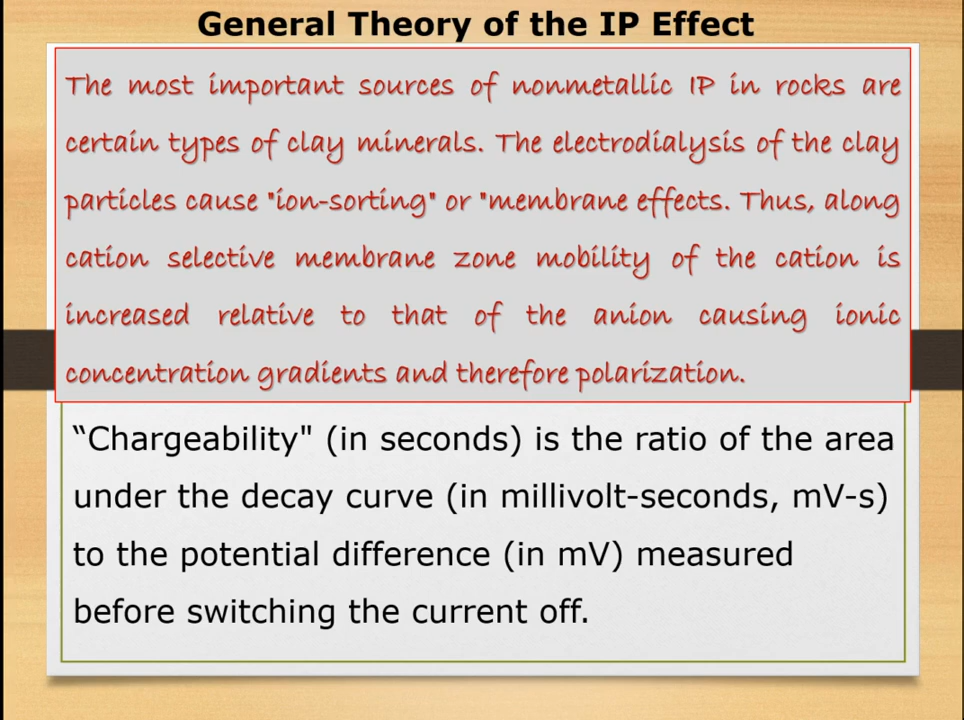 General Theory of the IP Effect
The most important sources of nonmetallic IP in rocks are
certain types of clay minerals. The electrodialysis of the clay
particles cause "ion-sorting" or "membrane effects. Thus, along
cation selective membrane zone mobility of the cation is
increased relative to that of the anion causing ionic
concentration gradients and therefore polarization.
“Chargeability" (in seconds) is the ratio of the area
under the decay curve (in millivolt-seconds, mV-s)
to the potential difference (in mV) measured
before switching the current off.